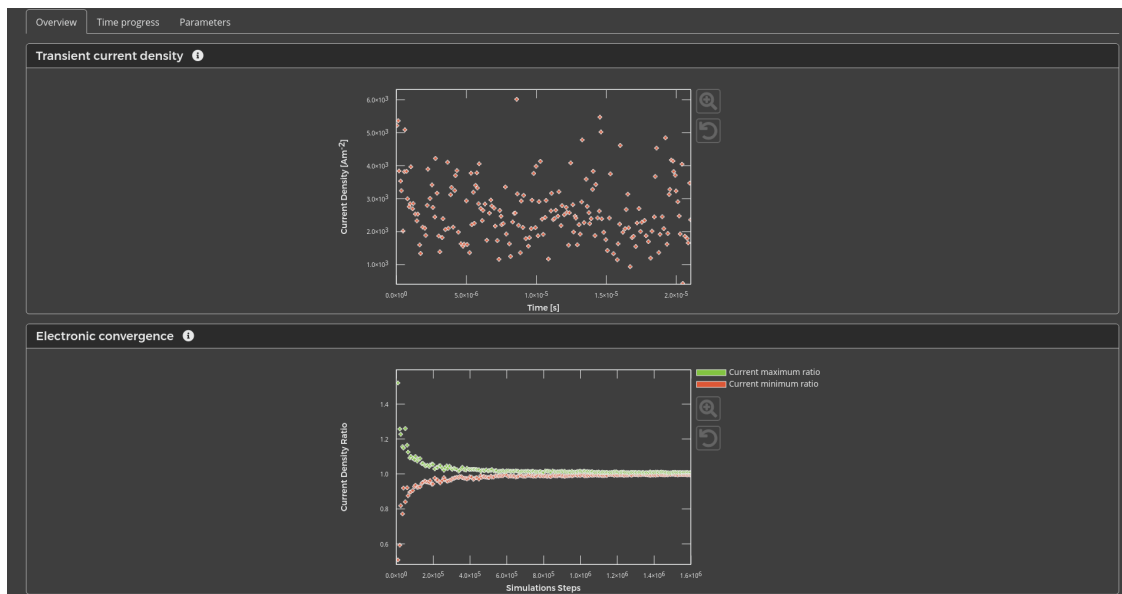 Overview Time progress Parameters
Transient current density
6.0×10³
5.0×10³
4.0×10³
3.0×10³
2.0×10³
1.0×10³
Current Density [Am⁻²]
0.0×10⁰ 5.0×10⁻⁶ 1.0×10⁻⁵ 1.5×10⁻⁵ 2.0×10⁻⁵
Time [s]
Electronic convergence
Current maximum ratio
Current minimum ratio
1.4
1.2
1.0
0.8
0.6
Current Density Ratio
0.0×10⁰ 2.0×10⁵ 4.0×10⁵ 6.0×10⁵ 8.0×10⁵ 1.0×10⁶ 1.2×10⁶ 1.4×10⁶ 1.6×10⁶
Simulations Steps